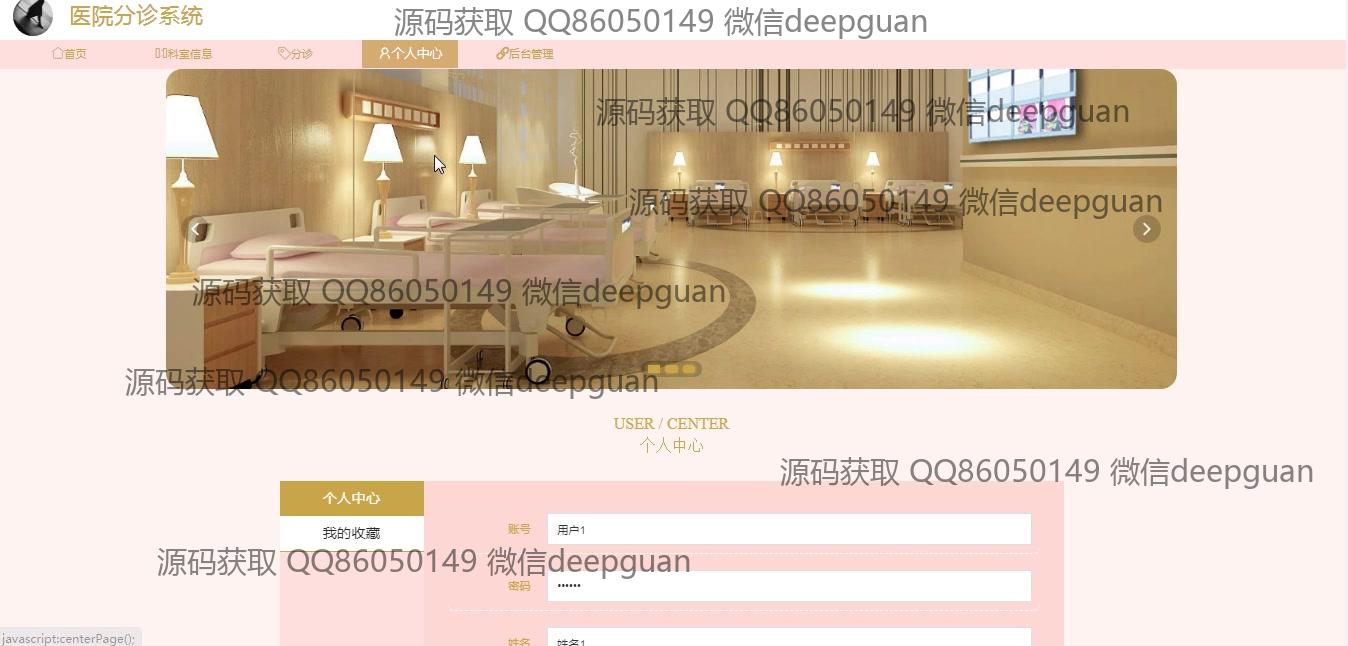 医院分诊系统
源码获取 QQ86050149 微信deepguan
首页
科室信息
分诊
个人中心
后台管理
源码获取 QQ86050149 微信deepguan
源码获取 QQ86050149 微信deepguan
源码获取 QQ86050149 微信deepguan
源码获取 QQ86050149 微信deepguan
USER / CENTER
个人中心
源码获取 QQ86050149 微信deepguan
个人中心
我的收藏
账号
用户1
源码获取 QQ86050149 微信deepguan
密码
••••••
姓名
姓名1
javascript:centerPage();